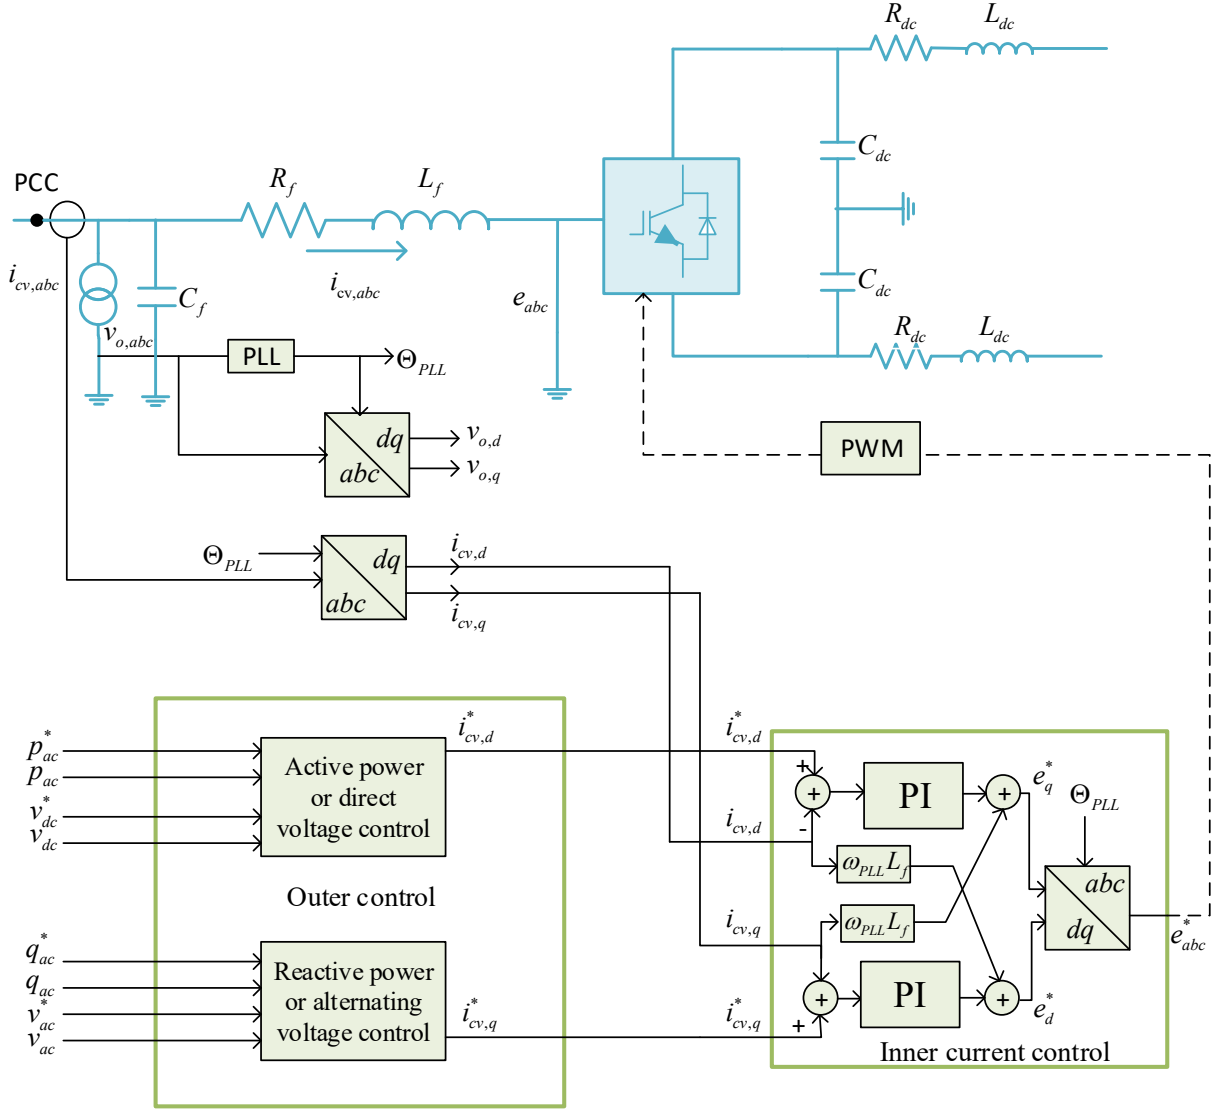 R_dc
L_dc
C_dc
PCC
R_f
L_f
i_cv,abc
i_cv,abc
C_f
e_abc
C_dc
v_o,abc
PLL
Θ_PLL
R_dc
L_dc
dq
abc
v_o,d
v_o,q
PWM
Θ_PLL
dq
abc
i_cv,d
i_cv,q
p*_ac
p_ac
v*_dc
v_dc
Active power
or direct
voltage control
i*_cv,d
Outer control
q*_ac
q_ac
v*_ac
v_ac
Reactive power
or alternating
voltage control
i*_cv,q
i*_cv,d
+
+
-
PI
+
e*_q
Θ_PLL
i_cv,d
ω_PLL L_f
i_cv,q
ω_PLL L_f
abc
dq
e*_abc
i*_cv,q
+
+
PI
+
e*_d
Inner current control